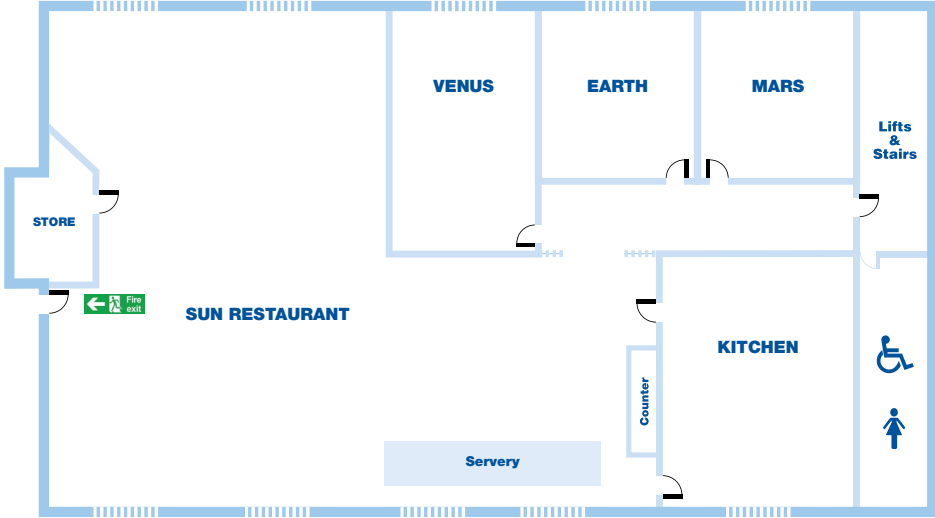 VENUS
EARTH
MARS
Lifts
&
Stairs
STORE
Fire
exit
SUN RESTAURANT
KITCHEN
Counter
Servery